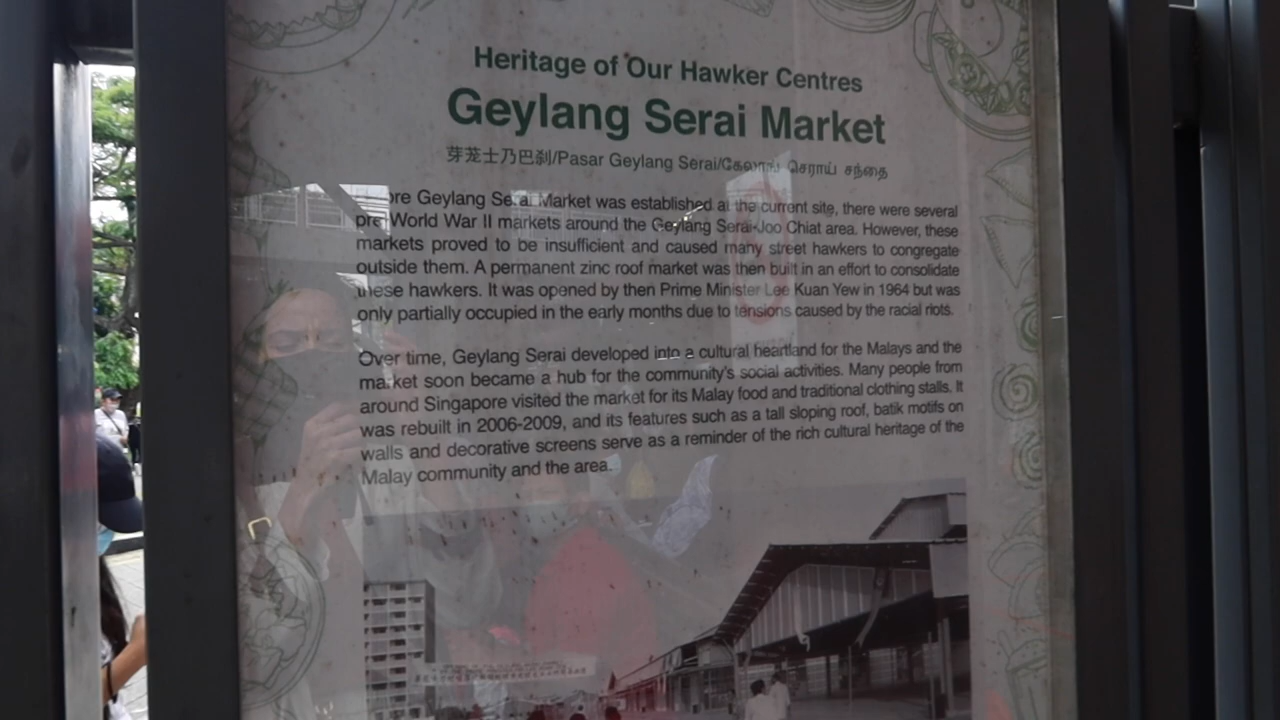 Heritage of Our Hawker Centres
Geylang Serai Market
芽茏士乃巴刹/Pasar Geylang Serai/கேலாங் செராய் சந்தை
Geylang Serai Market was established at the current site, there were several
pre-World War II markets around the Geylang Serai-Joo Chiat area. However, these
markets proved to be insufficient and caused many street hawkers to congregate
outside them. A permanent zinc roof market was then built in an effort to consolidate
these hawkers. It was opened by then Prime Minister Lee Kuan Yew in 1964 but was
only partially occupied in the early months due to tensions caused by the racial riots.
Over time, Geylang Serai developed into a cultural heartland for the Malays and the
market soon became a hub for the community's social activities. Many people from
around Singapore visited the market for its Malay food and traditional clothing stalls. It
was rebuilt in 2006-2009, and its features such as a tall sloping roof, batik motifs on
walls and decorative screens serve as a reminder of the rich cultural heritage of the
Malay community and the area.